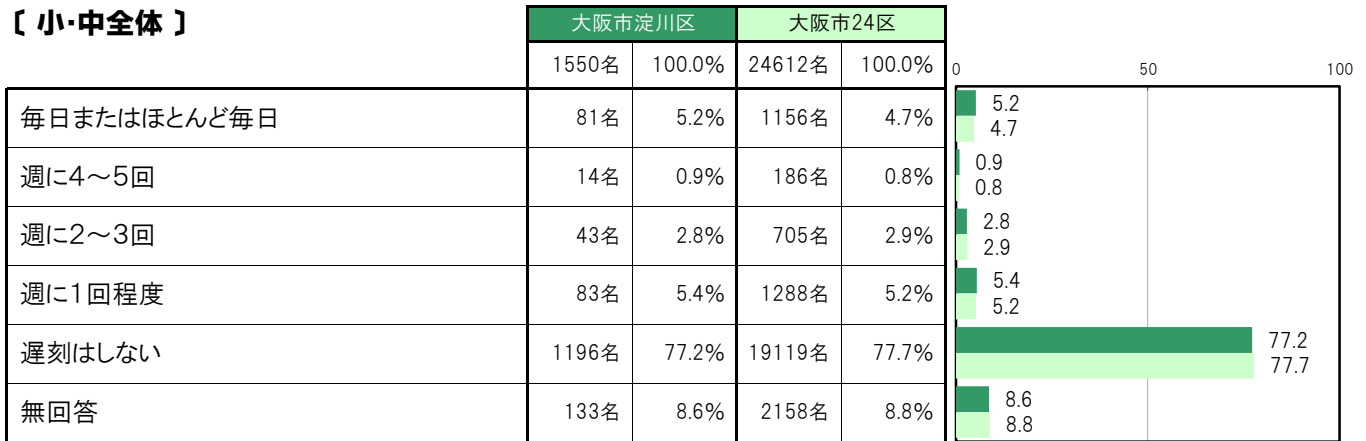 〔 小・中全体 〕
大阪市淀川区 大阪市24区
1550名 100.0% 24612名 100.0%
0 50 100
毎日またはほとんど毎日 81名 5.2% 1156名 4.7% 5.2
4.7
週に4～5回 14名 0.9% 186名 0.8% 0.9
0.8
週に2～3回 43名 2.8% 705名 2.9% 2.8
2.9
週に1回程度 83名 5.4% 1288名 5.2% 5.4
5.2
遅刻はしない 1196名 77.2% 19119名 77.7% 77.2
77.7
無回答 133名 8.6% 2158名 8.8% 8.6
8.8